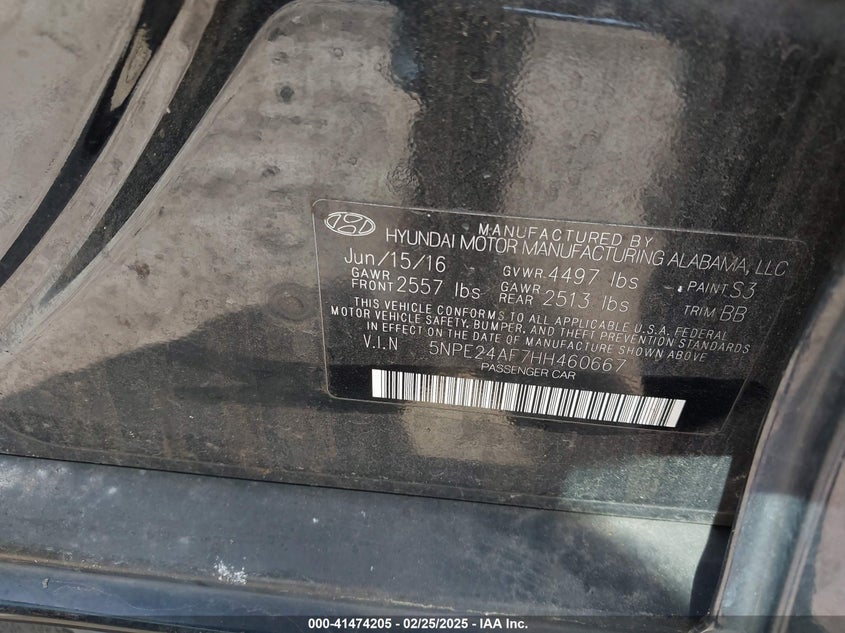 MANUFACTURED BY
HYUNDAI MOTOR MANUFACTURING ALABAMA, LLC
Jun/15/16 GVWR 4497 lbs PAINT S3
GAWR FRONT 2557 lbs GAWR REAR 2513 lbs TRIM BB
THIS VEHICLE CONFORMS TO ALL APPLICABLE U.S.A. FEDERAL
MOTOR VEHICLE SAFETY, BUMPER, AND THEFT PREVENTION STANDARDS
IN EFFECT ON THE DATE OF MANUFACTURE SHOWN ABOVE
V.I.N 5NPE24AF7HH460667
PASSENGER CAR
000-41474205 - 02/25/2025 - IAA Inc.